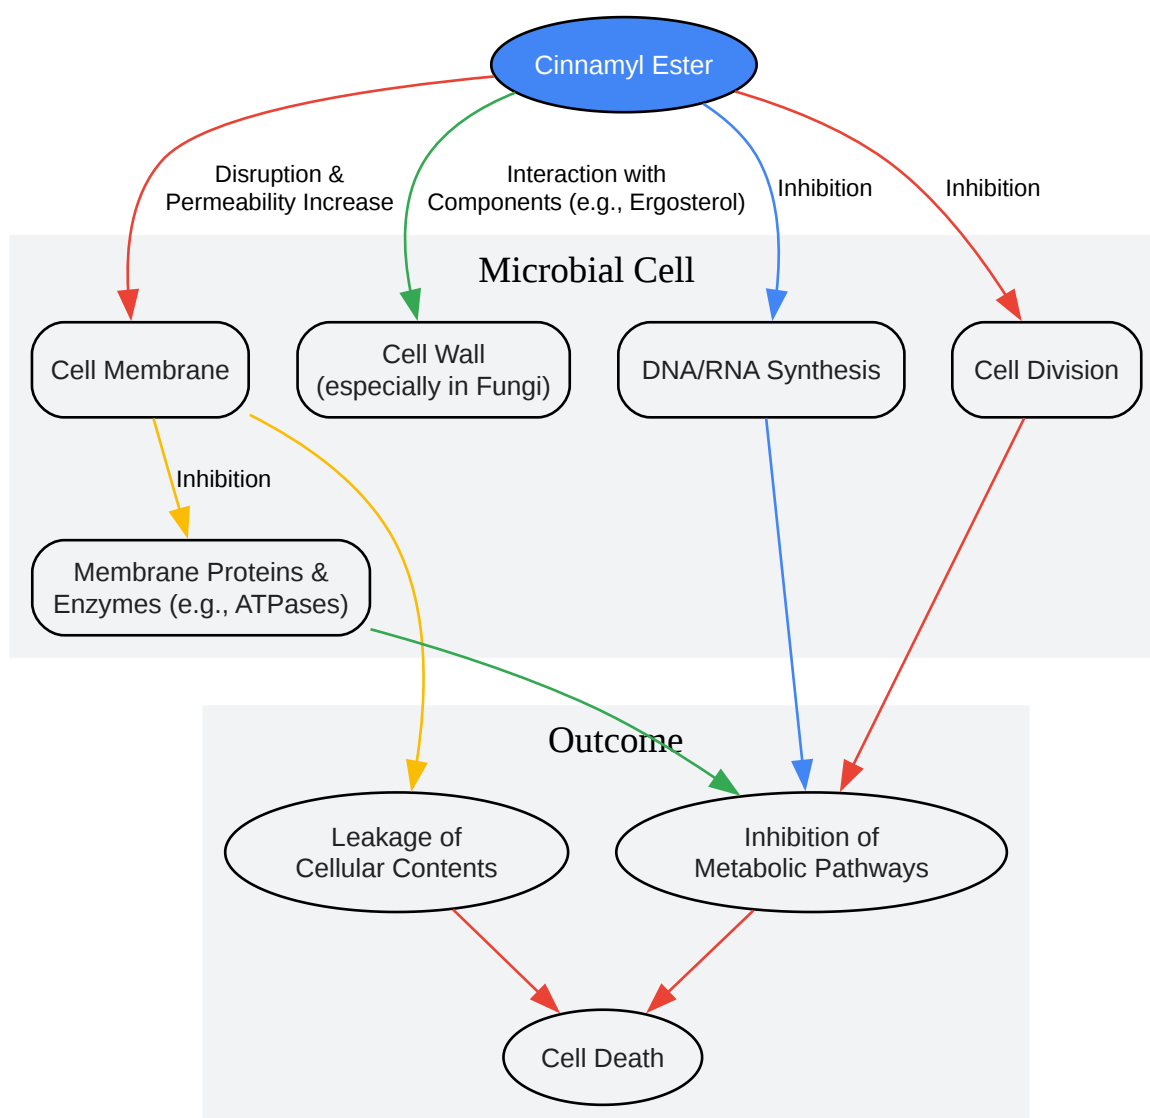 Cinnamyl Ester
Disruption &
Permeability Increase
Interaction with
Components (e.g., Ergosterol)
Inhibition
Inhibition
Microbial Cell
Cell Membrane
Cell Wall
(especially in Fungi)
DNA/RNA Synthesis
Cell Division
Inhibition
Membrane Proteins &
Enzymes (e.g., ATPases)
Outcome
Leakage of
Cellular Contents
Inhibition of
Metabolic Pathways
Cell Death